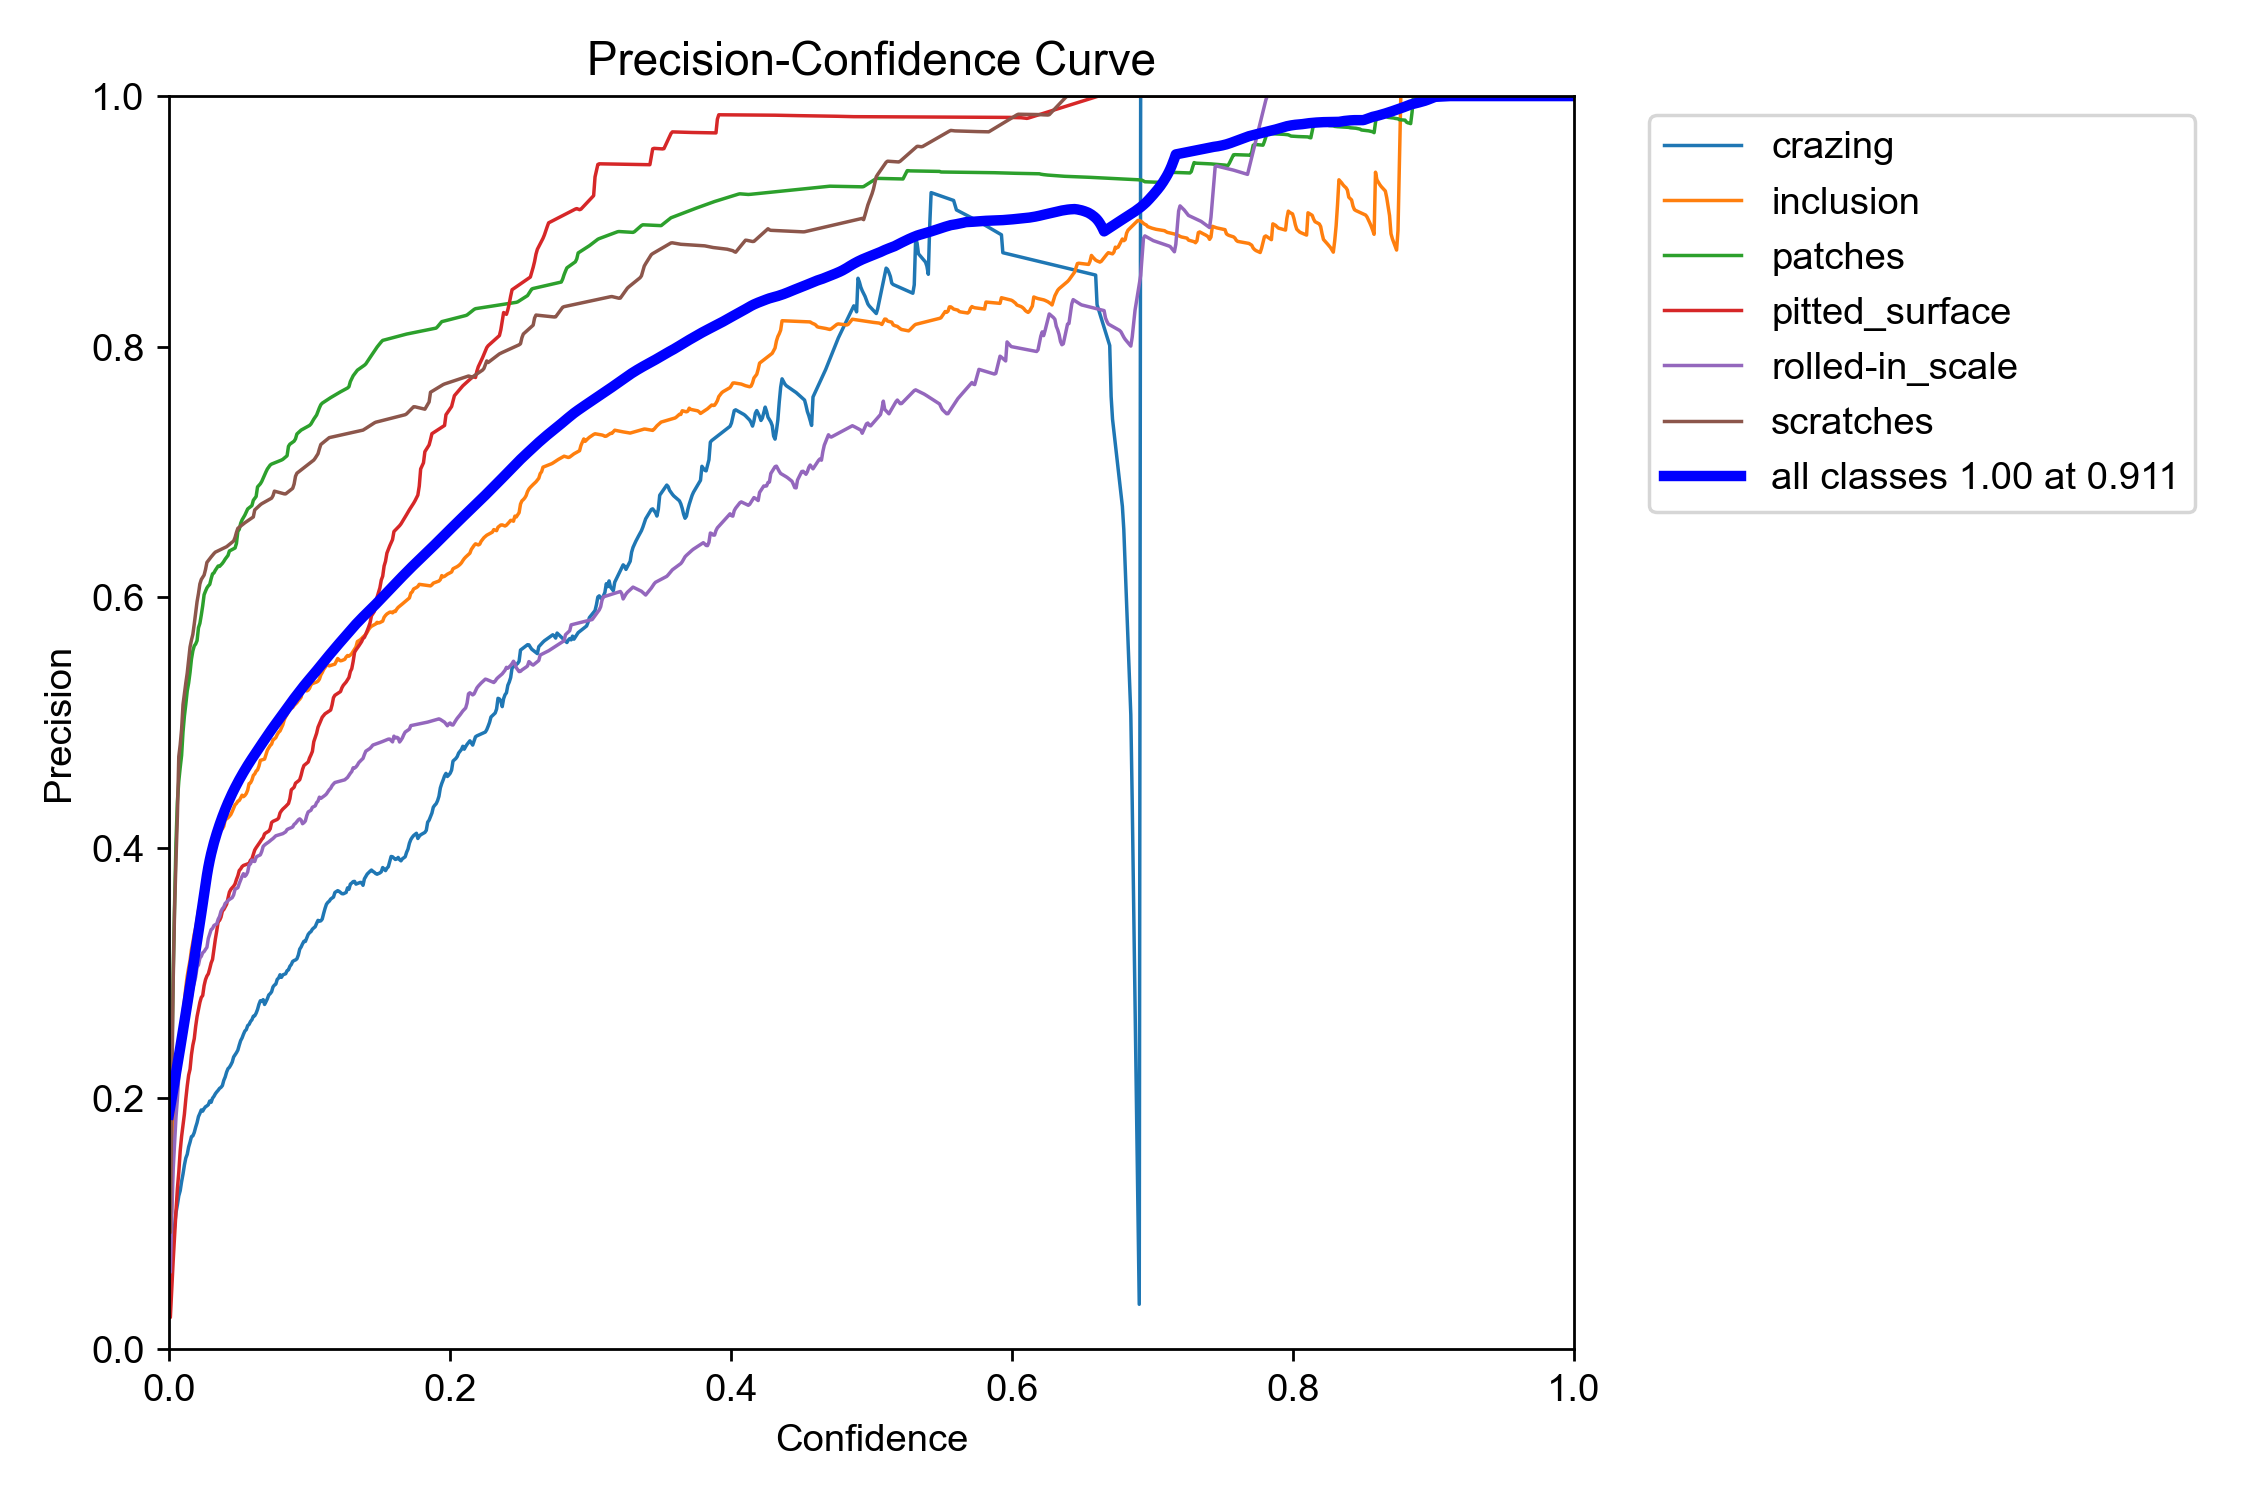 Precision-Confidence Curve
1.0
0.8
0.6
0.4
0.2
0.0
Precision
0.0 0.2 0.4 0.6 0.8 1.0
Confidence
crazing
inclusion
patches
pitted_surface
rolled-in_scale
scratches
all classes 1.00 at 0.911